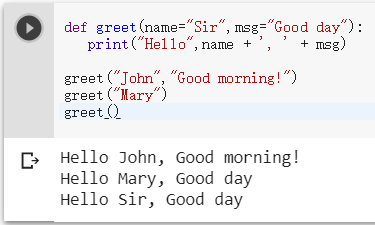 def greet(name="Sir",msg="Good day"):
   print("Hello",name + ', ' + msg)

greet("John","Good morning!")
greet("Mary")
greet()
Hello John, Good morning!
Hello Mary, Good day
Hello Sir, Good day